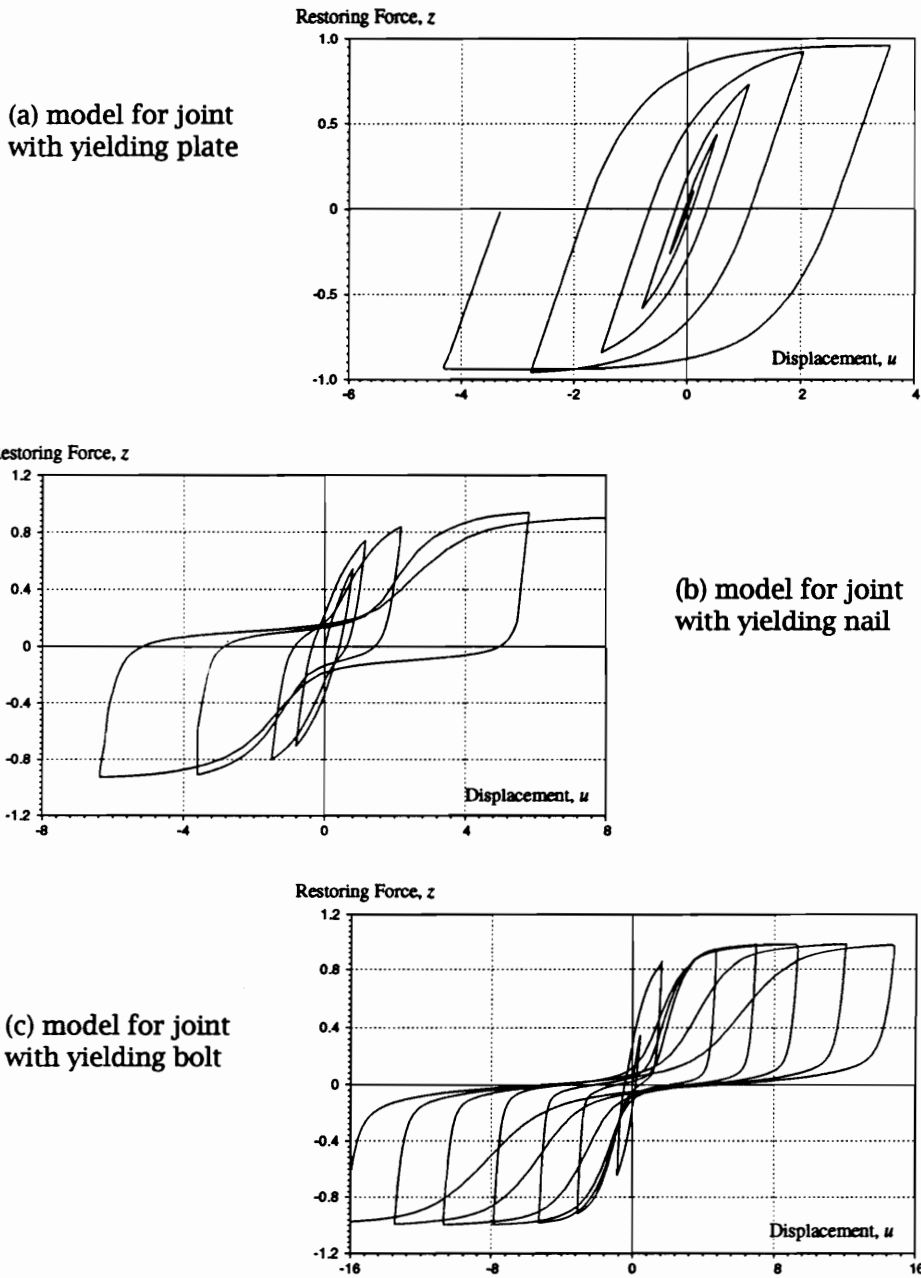 Restoring Force, z
(a) model for joint
with yielding plate
1.0
0.5
0
-0.5
-1.0
Displacement, u
-6
-4
-2
0
2
4
estoring Force, z
1.2
0.8
0.4
0
-0.4
-0.8
-1.2
Displacement, u
-8
-4
0
4
8
(b) model for joint
with yielding nail
Restoring Force, z
(c) model for joint
with yielding bolt
1.2
0.8
0.4
0
-0.4
-0.8
-1.2
Displacement, u
-16
-8
0
8
16